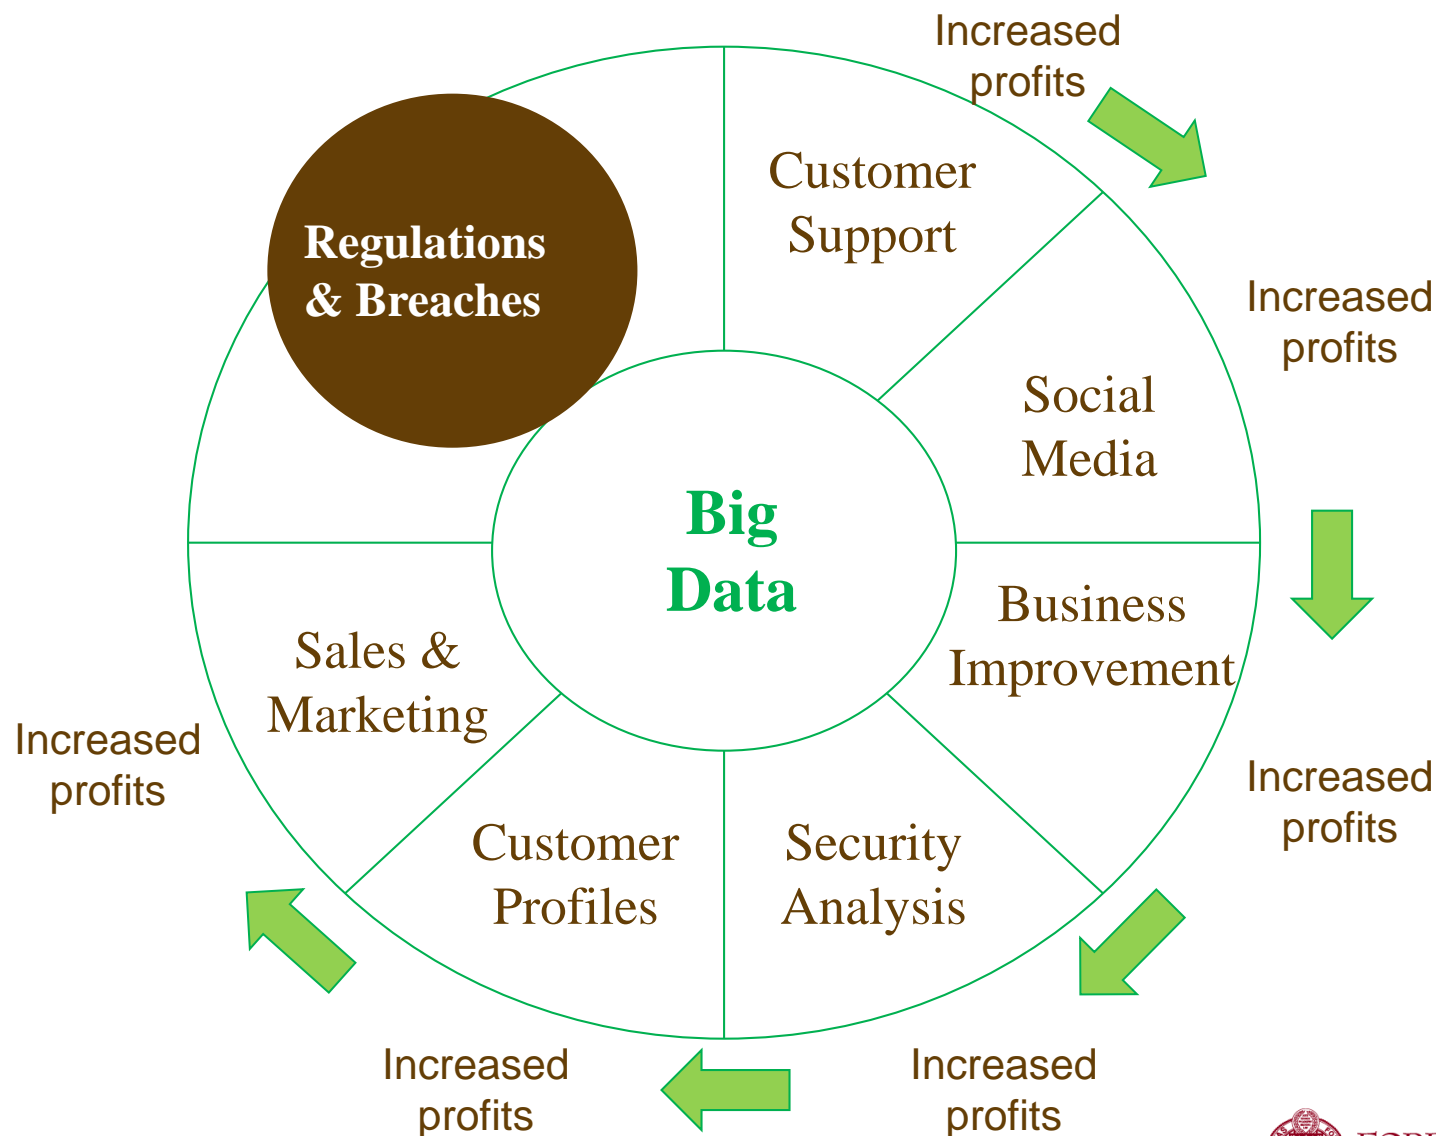 Increased
profits
Customer
Support
Regulations
& Breaches
Increased
profits
Social
Media
Big
Data
Business
Improvement
Sales &
Marketing
Increased
profits
Increased
profits
Customer
Profiles
Security
Analysis
Increased
profits
Increased
profits